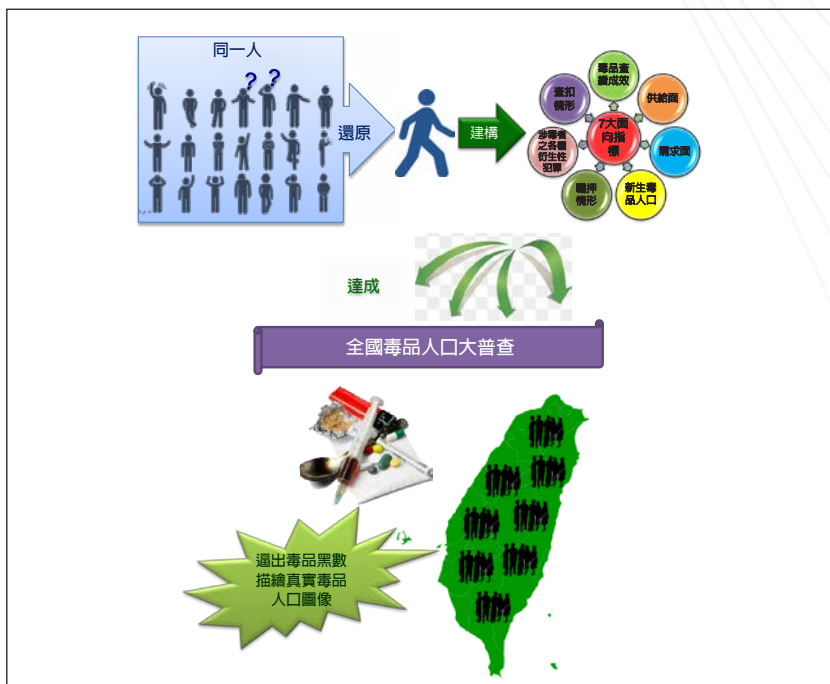 同一人
? ?
還原
建構
毒品查
緝成效
供給面
需求面
新生毒
品人口
羈押
情形
涉毒者
之各種
衍生性
犯罪
查扣
情形
7大面
向指
標
達成
全國毒品人口大普查
逼出毒品黑數
描繪真實毒品
人口圖像